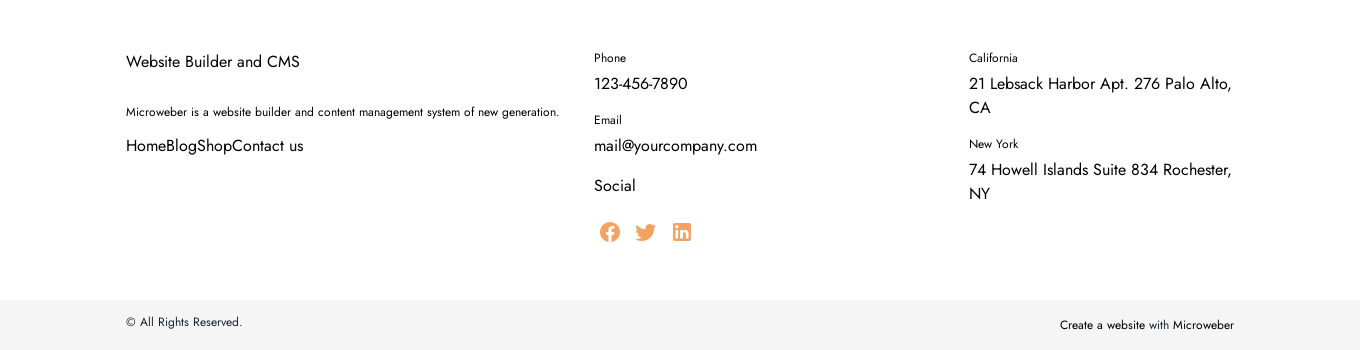 Website Builder and CMS
Microweber is a website builder and content management system of new generation.
HomeBlogShopContact us
Phone
123-456-7890
Email
mail@yourcompany.com
Social
California
21 Lebsack Harbor Apt. 276 Palo Alto,
CA
New York
74 Howell Islands Suite 834 Rochester,
NY
© All Rights Reserved.
Create a website with Microweber